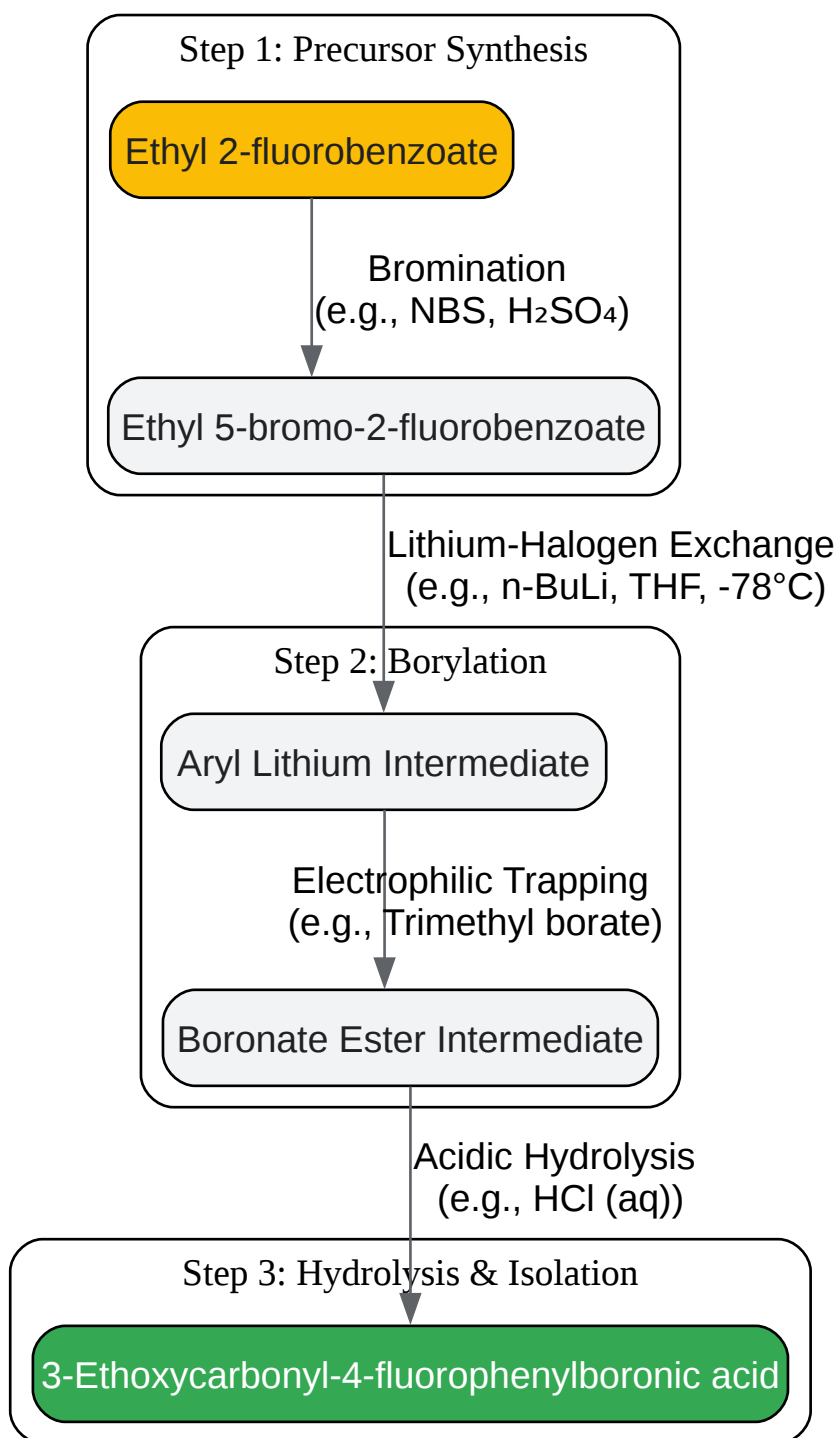 Step 1: Precursor Synthesis
Ethyl 2-fluorobenzoate
Bromination
(e.g., NBS, H₂SO₄)
Ethyl 5-bromo-2-fluorobenzoate
Lithium-Halogen Exchange
(e.g., n-BuLi, THF, -78°C)
Step 2: Borylation
Aryl Lithium Intermediate
Electrophilic Trapping
(e.g., Trimethyl borate)
Boronate Ester Intermediate
Acidic Hydrolysis
(e.g., HCl (aq))
Step 3: Hydrolysis & Isolation
3-Ethoxycarbonyl-4-fluorophenylboronic acid